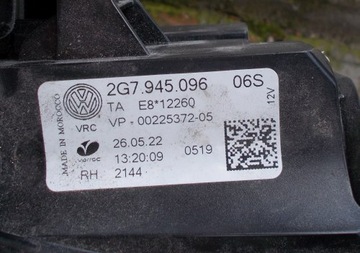 2G7.945.096 06S
TA E8*12260
VP - 00225372-05
VRC
MADE IN MOROCCO
12V
26.05.22
varroc
13:20:09 0519
RH 2144